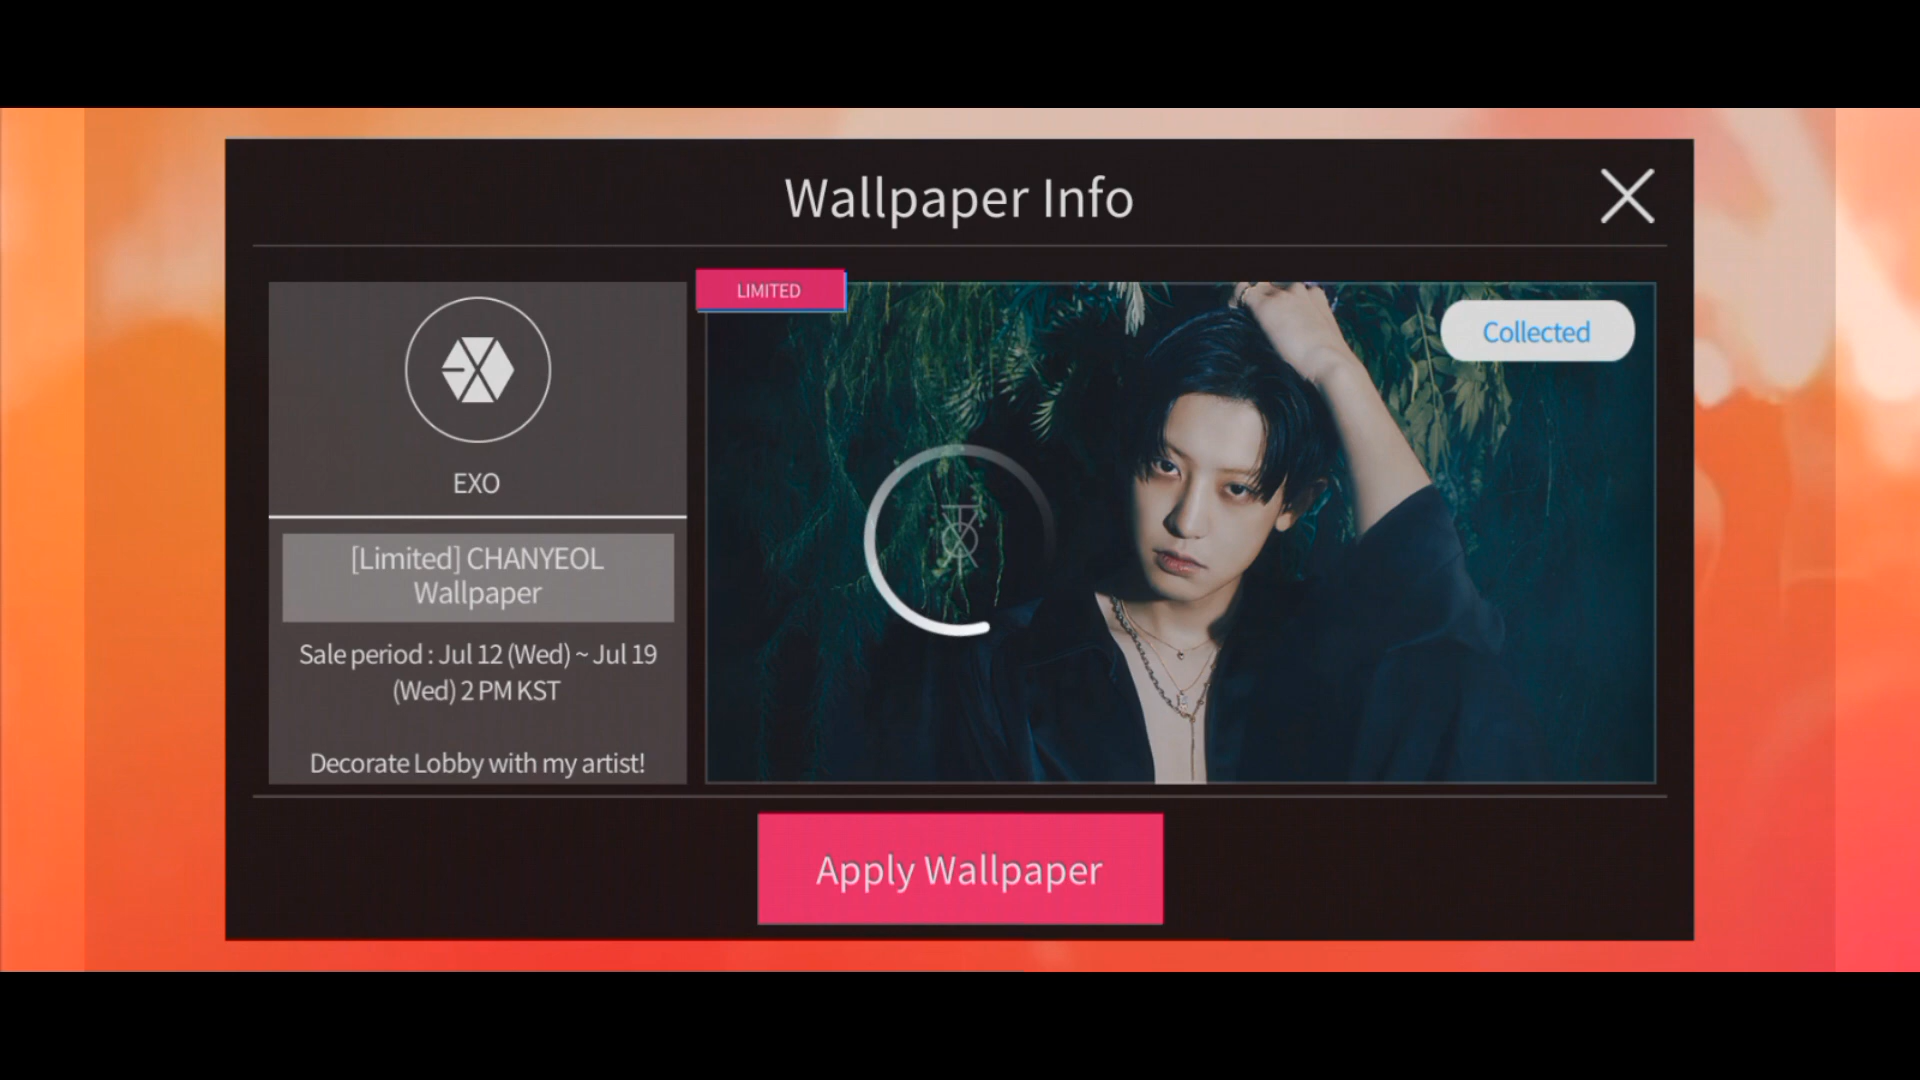 Wallpaper Info
LIMITED
Collected
EXO
[Limited] CHANYEOL
Wallpaper
Sale period : Jul 12 (Wed) ~ Jul 19
(Wed) 2 PM KST
Decorate Lobby with my artist!
Apply Wallpaper